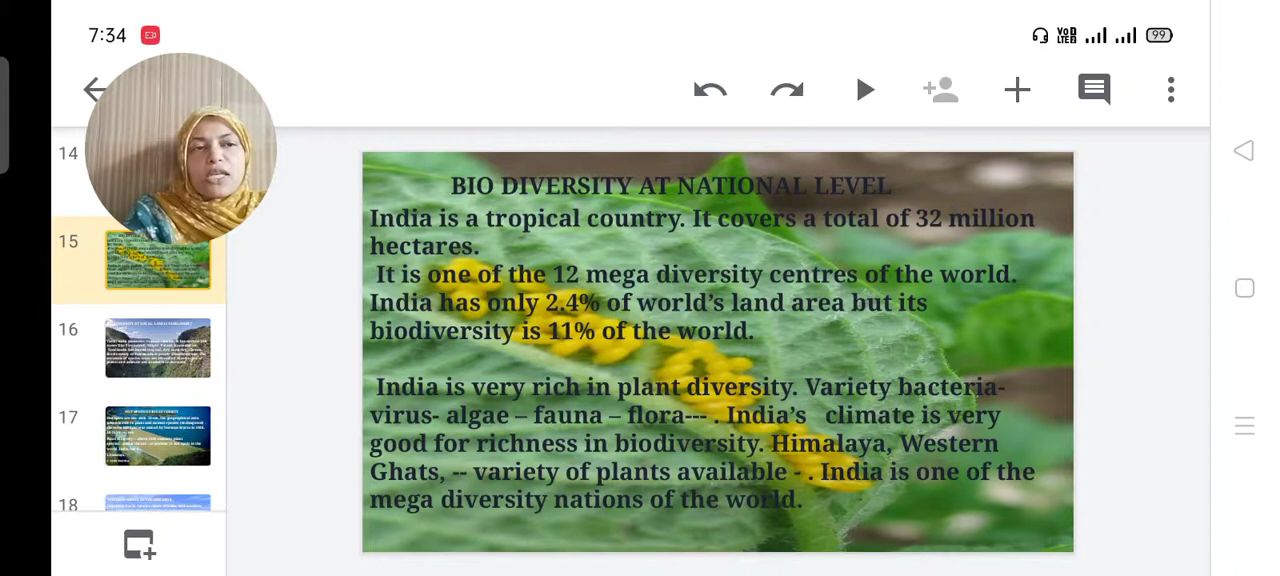 7:34
Vo
LTE 2
99
14
15
16
17
18
BIO DIVERSITY AT NATIONAL LEVEL
India is a tropical country. It covers a total of 32 million
hectares.
It is one of the 12 mega diversity centres of the world.
India has only 2.4% of world's land area but its
biodiversity is 11% of the world.
India is very rich in plant diversity. Variety bacteria-
virus- algae – fauna – flora--- . India's climate is very
good for richness in biodiversity. Himalaya, Western
Ghats, -- variety of plants available - . India is one of the
mega diversity nations of the world.